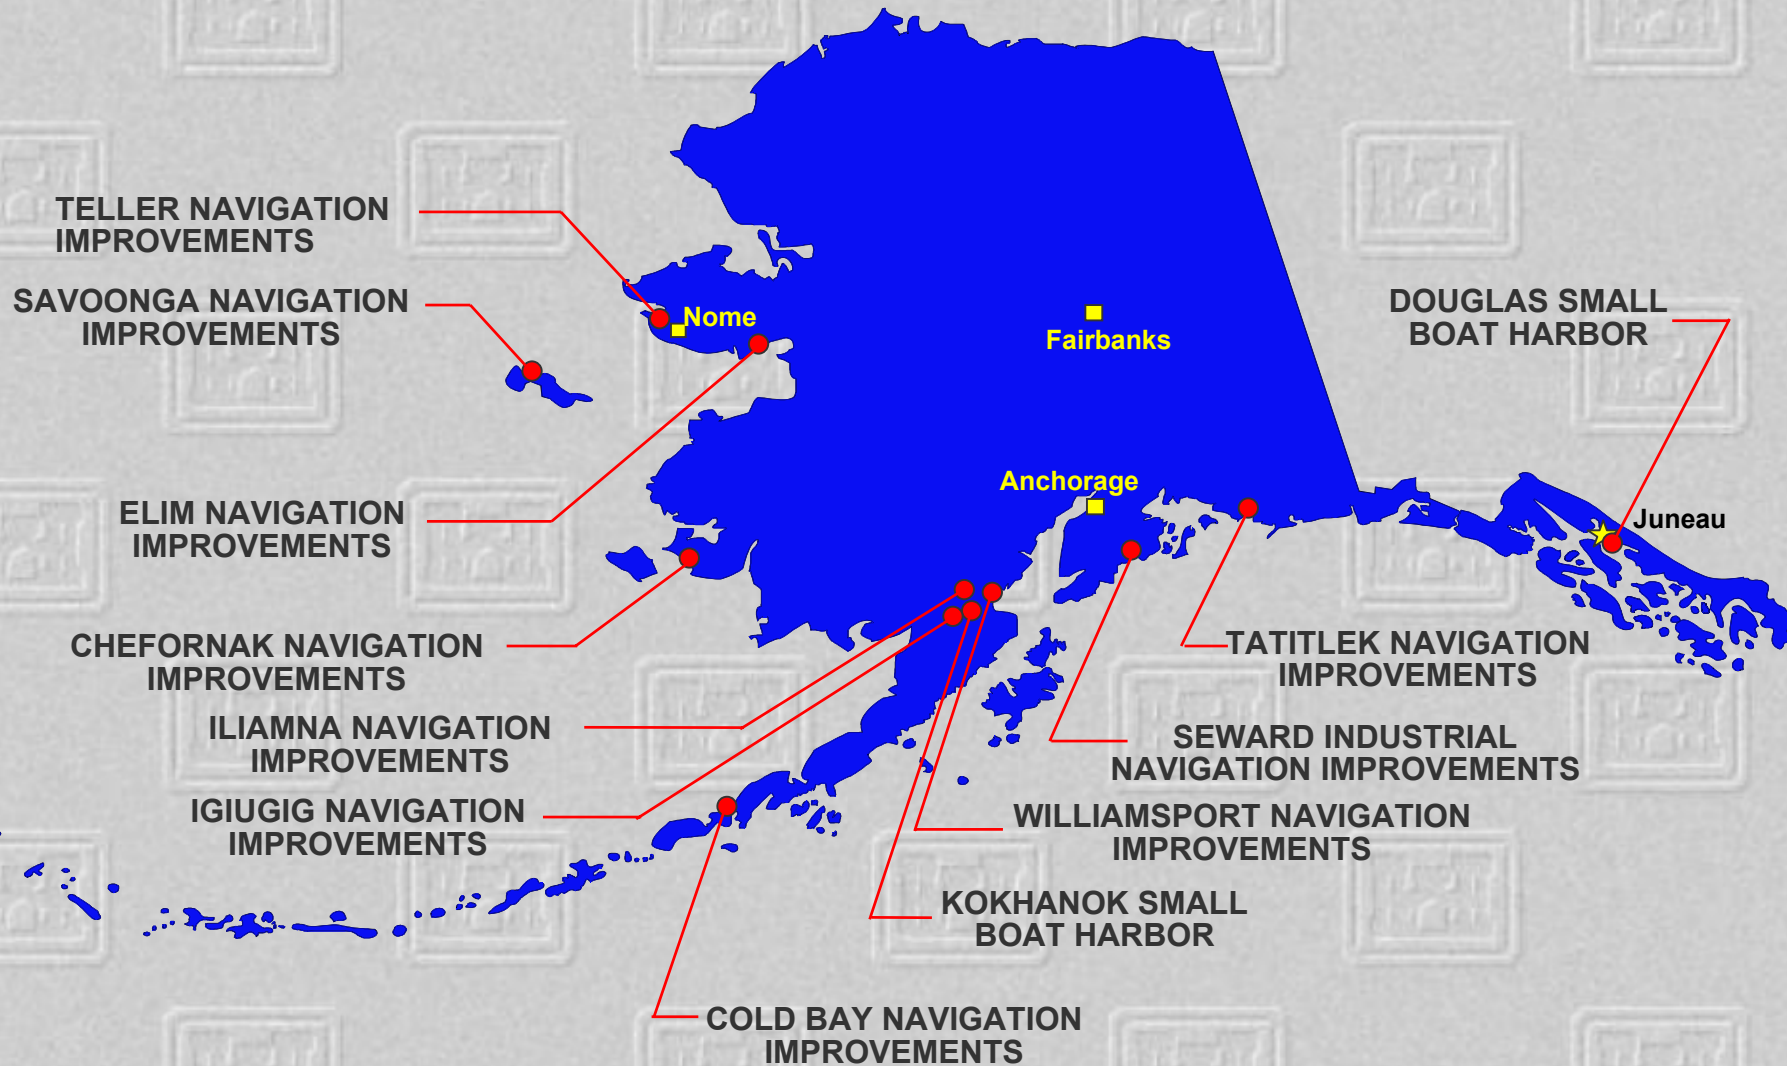 TELLER NAVIGATION
IMPROVEMENTS
SAVOONGA NAVIGATION
IMPROVEMENTS
DOUGLAS SMALL
BOAT HARBOR
Nome
Fairbanks
Anchorage
Juneau
ELIM NAVIGATION
IMPROVEMENTS
CHEFORNAK NAVIGATION
IMPROVEMENTS
TATITLEK NAVIGATION
IMPROVEMENTS
ILIAMNA NAVIGATION
IMPROVEMENTS
SEWARD INDUSTRIAL
NAVIGATION IMPROVEMENTS
IGIUGIG NAVIGATION
IMPROVEMENTS
WILLIAMSPORT NAVIGATION
IMPROVEMENTS
KOKHANOK SMALL
BOAT HARBOR
COLD BAY NAVIGATION
IMPROVEMENTS